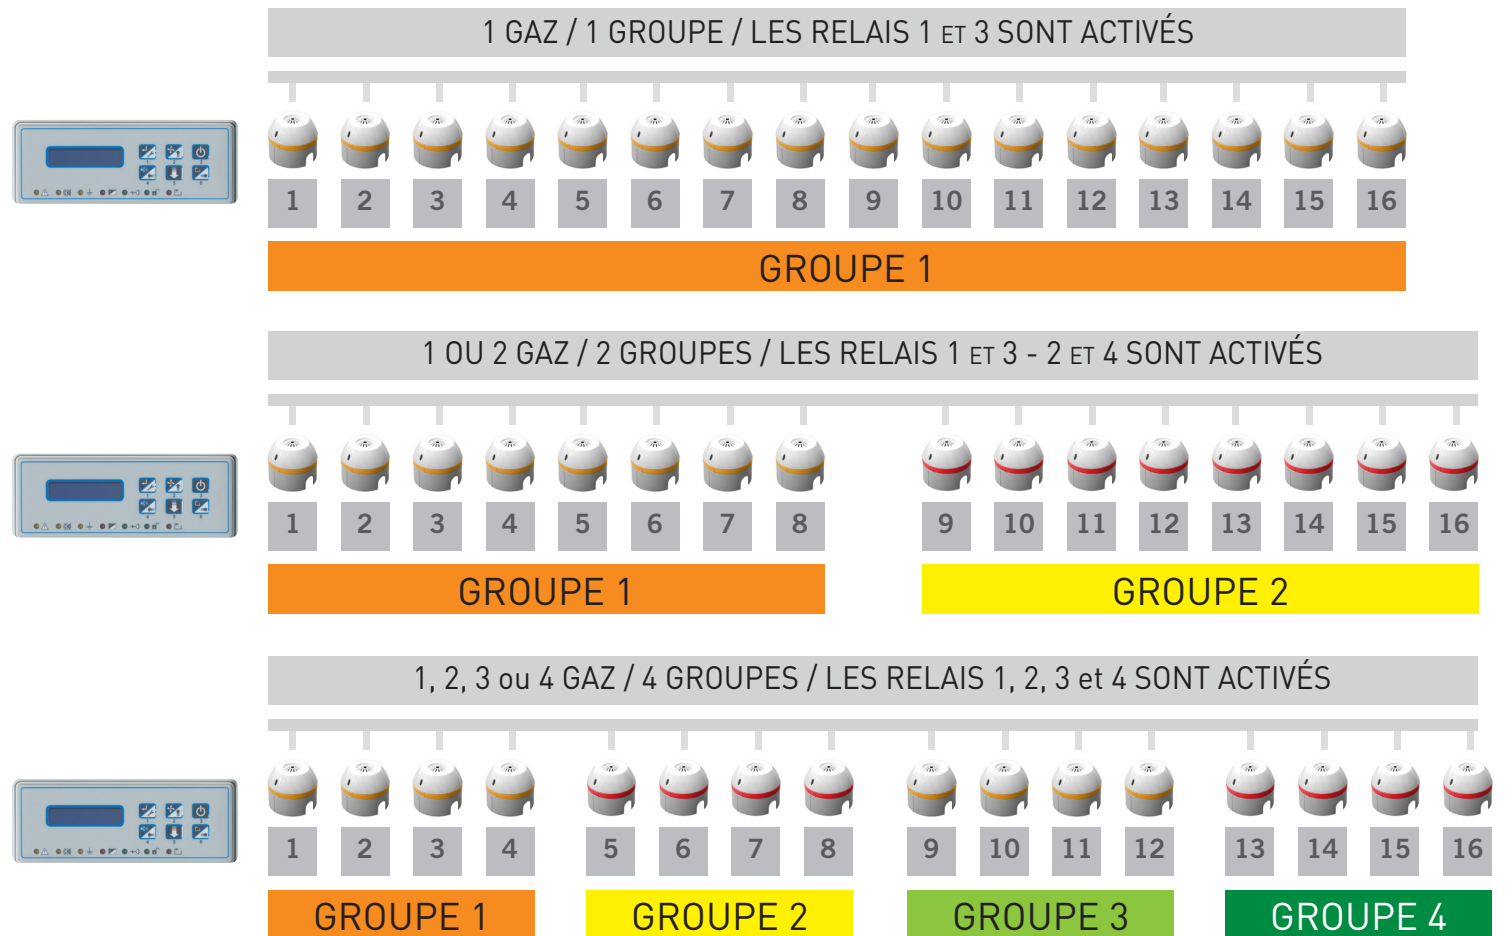 1 GAZ / 1 GROUPE / LES RELAIS 1 ET 3 SONT ACTIVÉS
1 2 3 4 5 6 7 8 9 10 11 12 13 14 15 16
GROUPE 1
1 OU 2 GAZ / 2 GROUPES / LES RELAIS 1 ET 3 - 2 ET 4 SONT ACTIVÉS
1 2 3 4 5 6 7 8 9 10 11 12 13 14 15 16
GROUPE 1 GROUPE 2
1, 2, 3 ou 4 GAZ / 4 GROUPES / LES RELAIS 1, 2, 3 et 4 SONT ACTIVÉS
1 2 3 4 5 6 7 8 9 10 11 12 13 14 15 16
GROUPE 1 GROUPE 2 GROUPE 3 GROUPE 4